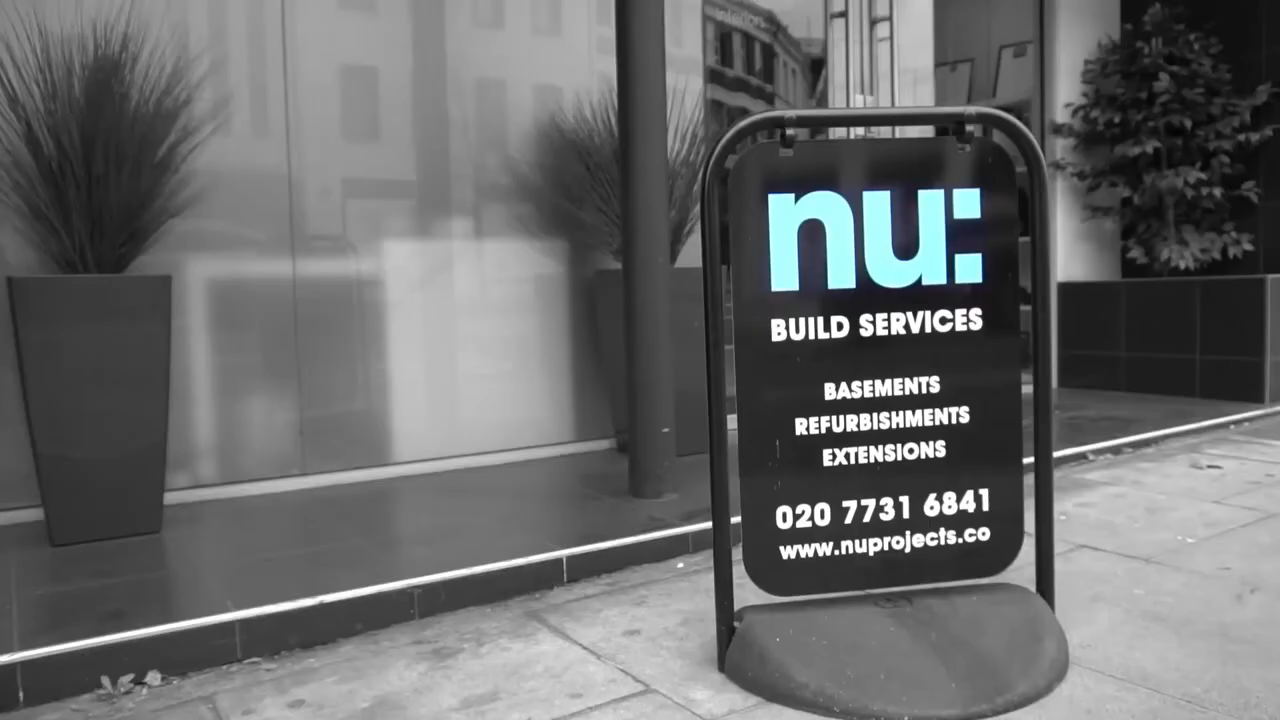 nu:
BUILD SERVICES
BASEMENTS
REFURBISHMENTS
EXTENSIONS
020 7731 6841
www.nuprojects.co